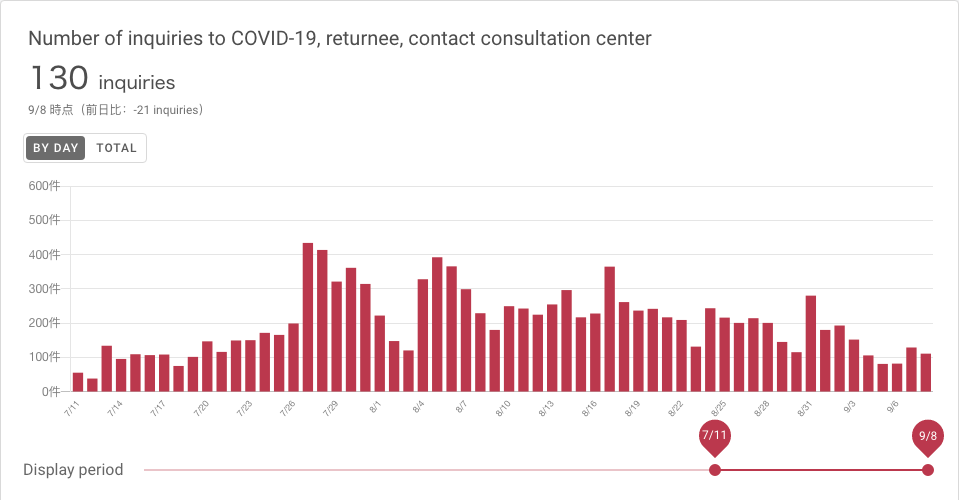 Number of inquiries to COVID-19, returnee, contact consultation center
130 inquiries
9/8 時点（前日比：-21 inquiries）
BY DAY TOTAL
600件
500件
400件
300件
200件
100件
0件
7/11 7/14 7/17 7/20 7/23 7/26 7/29 8/1 8/4 8/7 8/10 8/13 8/16 8/19 8/22 8/25 8/28 8/31 9/3 9/6
7/11 9/8
Display period